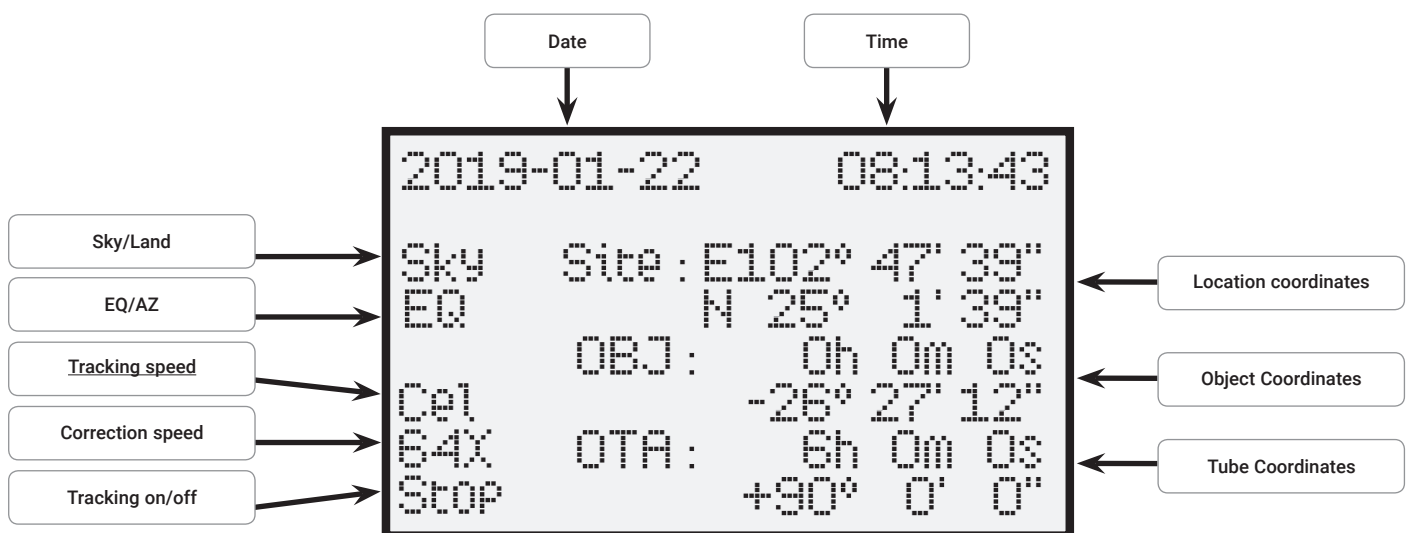 Date Time
2019-01-22 08:13:43
Sky/Land
Sky Site: E102° 47' 39"
Location coordinates
EQ/AZ
EQ N 25° 1' 39"
OBJ: 0h 0m 0s
Tracking speed
Object Coordinates
Cel -26° 27' 12"
Correction speed
64X OTA: 6h 0m 0s
Tube Coordinates
Tracking on/off
Stop +90° 0' 0"